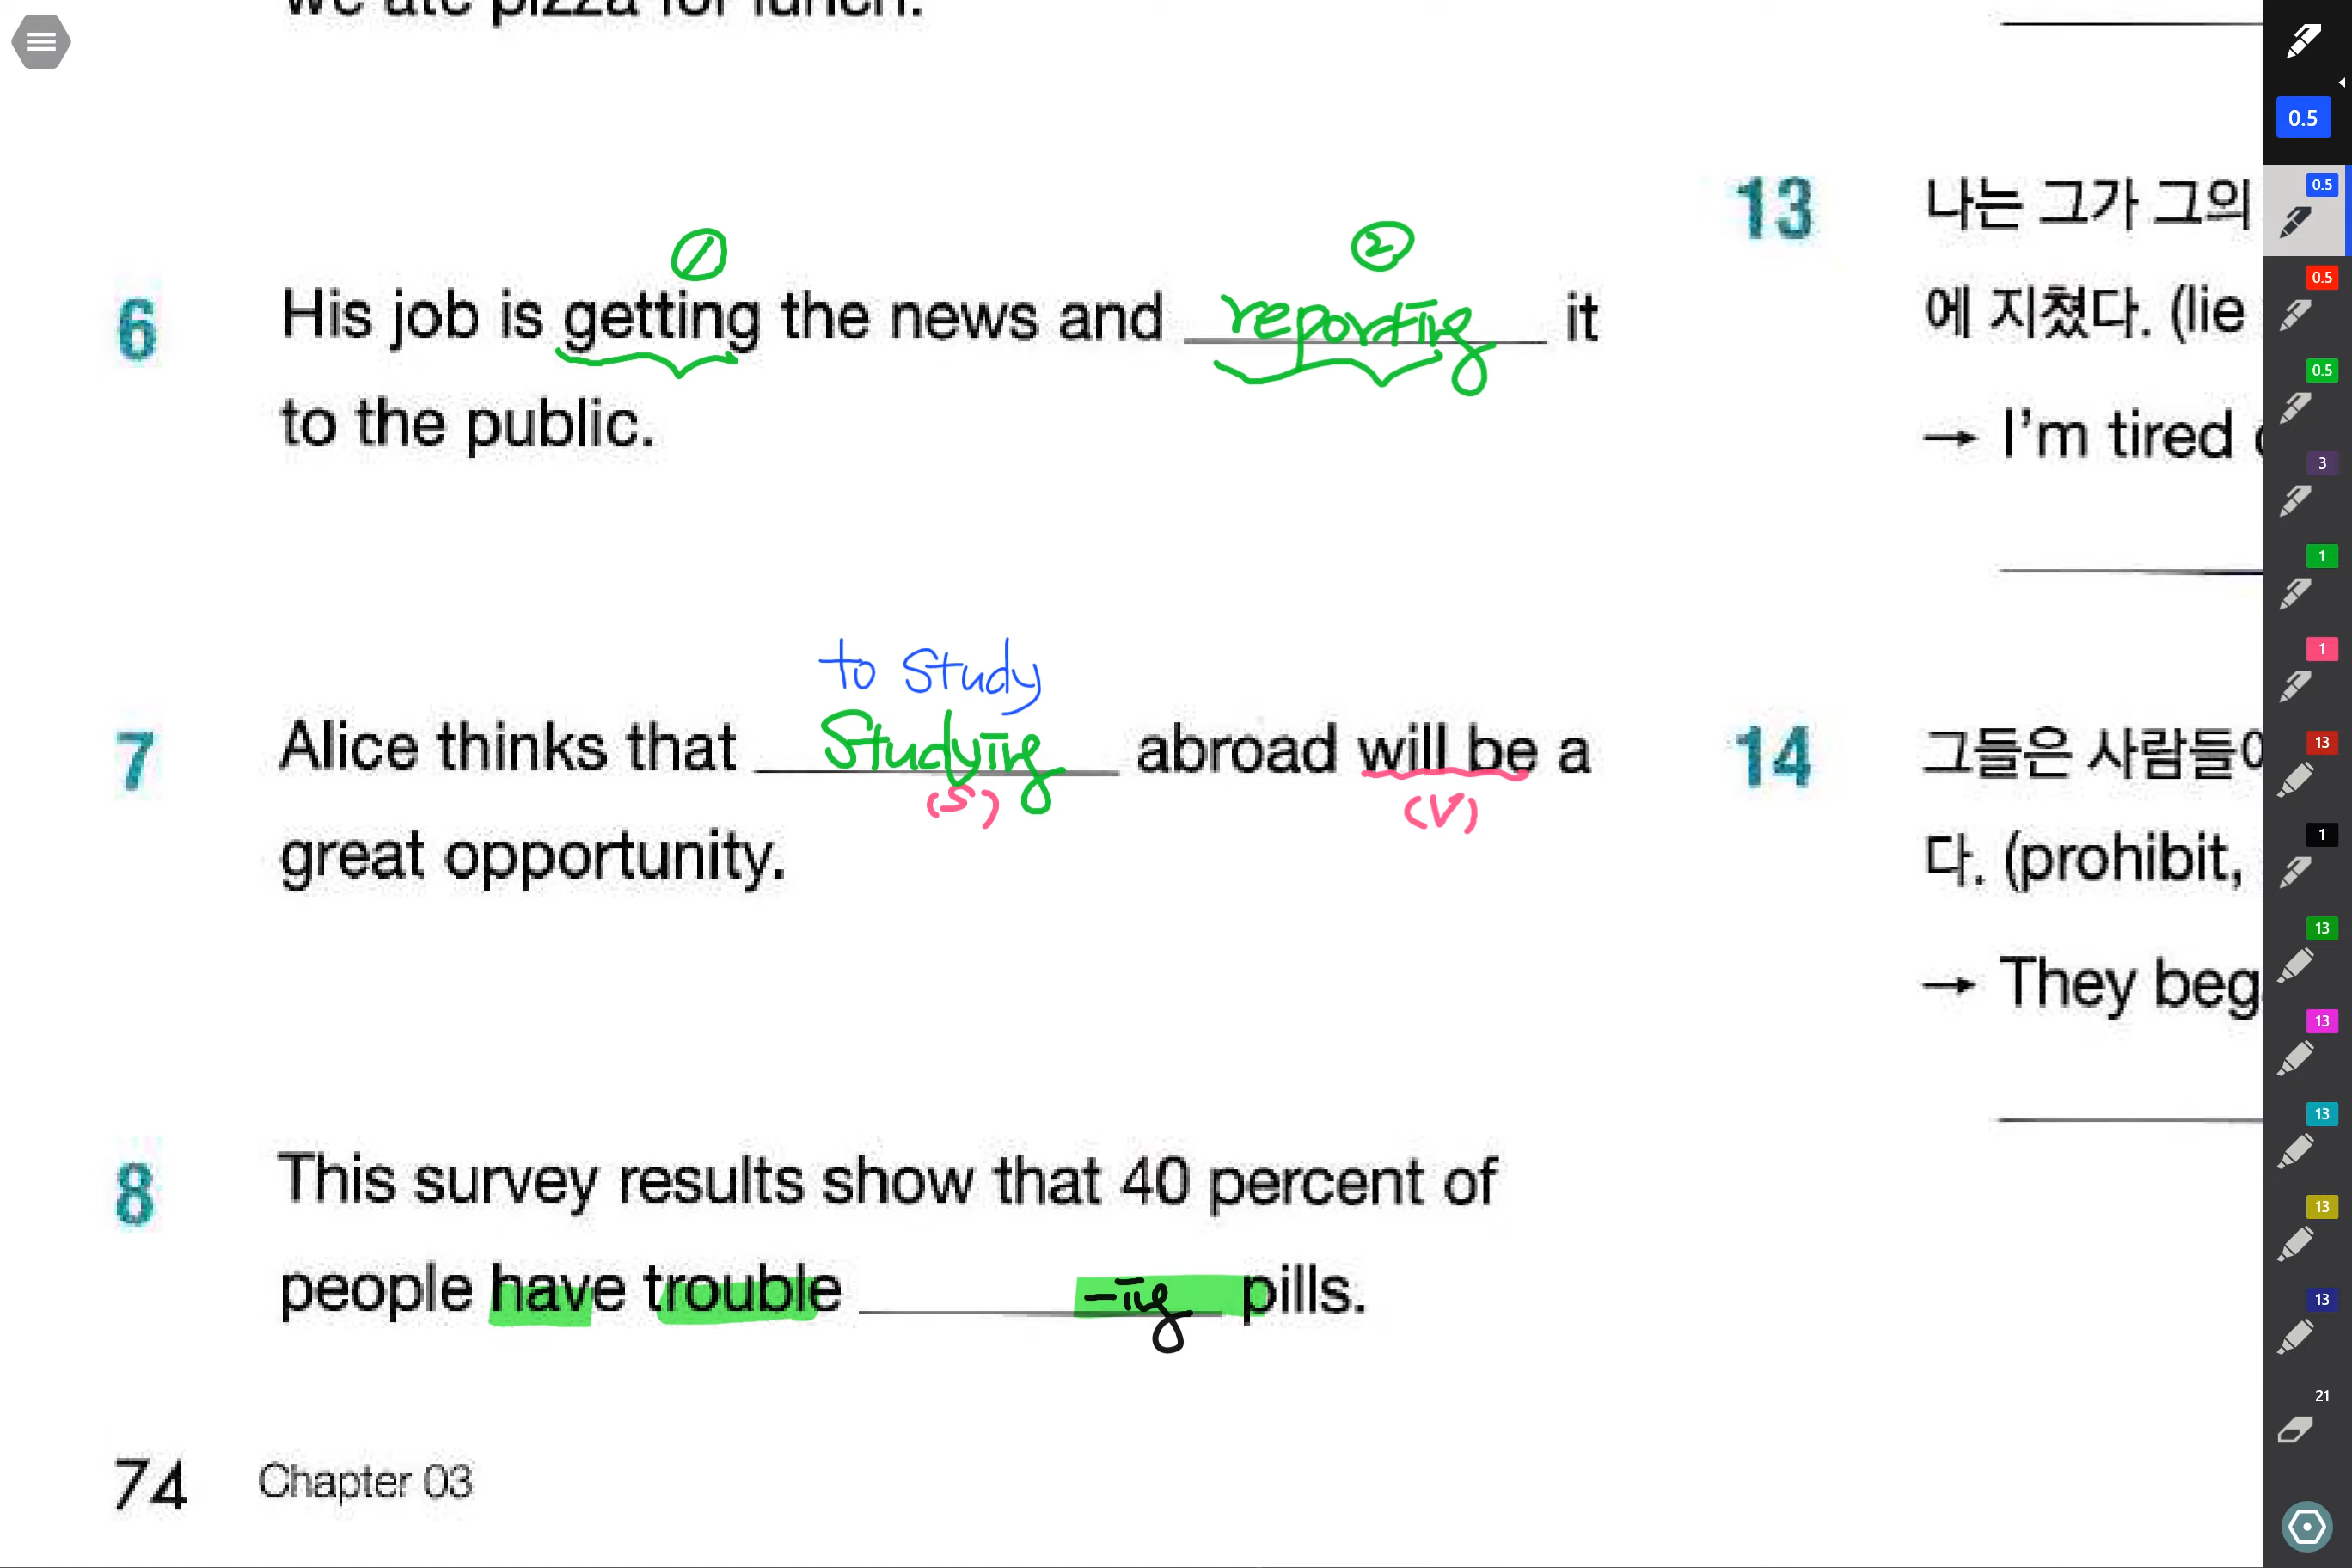 we ate pizza for lunch.
① ②
6 His job is getting the news and reporting it
to the public.
to study
7 Alice thinks that studying abroad will be a
(S) (V)
great opportunity.
8 This survey results show that 40 percent of
people have trouble -ing pills.
74 Chapter 03
13 나는 그가 그의
에 지쳤다. (lie
→ I'm tired
14 그들은 사람들이
다. (prohibit,
→ They beg
0.5
0.5
0.5
0.5
3
1
1
13
1
13
13
13
13
13
21